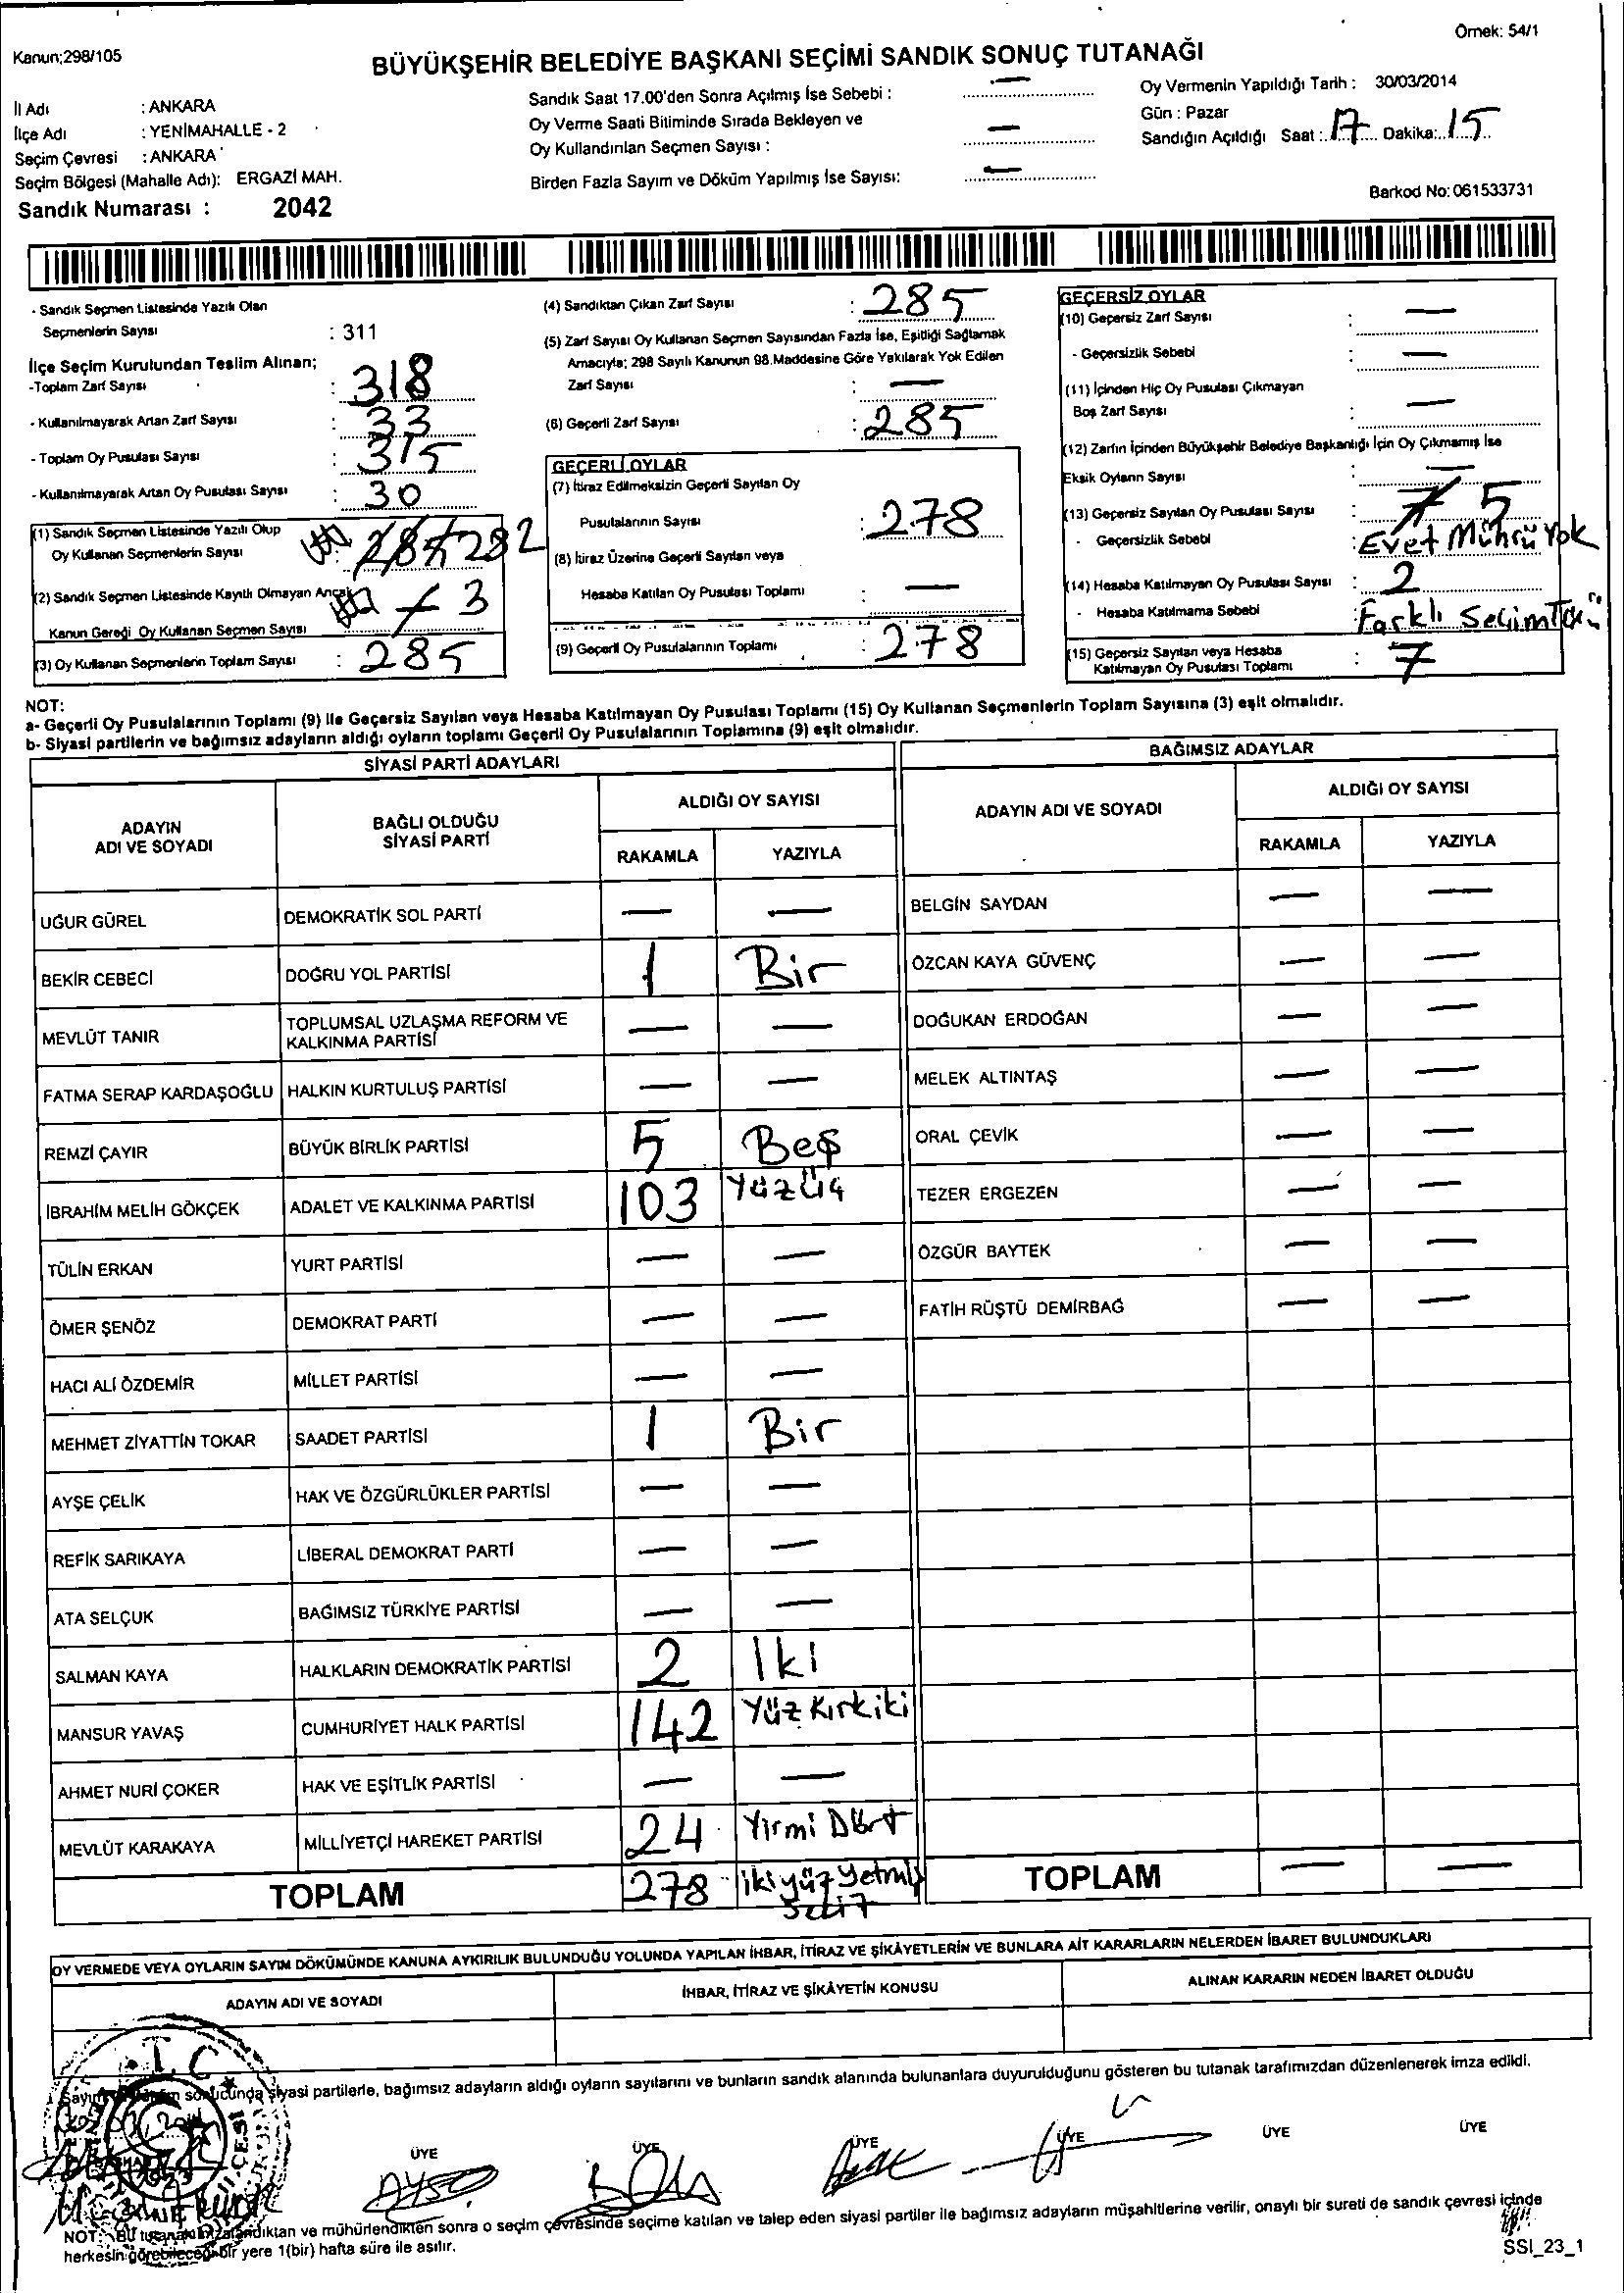 Örnek: 54/1
Kanun;298/105
BÜYÜKŞEHİR BELEDİYE BAŞKANI SEÇİMİ SANDIK SONUÇ TUTANAĞI
İl Adı : ANKARA
İlçe Adı : YENİMAHALLE - 2
Seçim Çevresi : ANKARA
Seçim Bölgesi (Mahalle Adı): ERGAZİ MAH.
Sandık Numarası : 2042
Sandık Saat 17.00'den Sonra Açılmış İse Sebebi : —
Oy Verme Saati Bitiminde Sırada Bekleyen ve
Oy Kullandırılan Seçmen Sayısı : —
Birden Fazla Sayım ve Döküm Yapılmış İse Sayısı: —
Oy Vermenin Yapıldığı Tarih : 30/03/2014
Gün : Pazar
Sandığın Açıldığı Saat : 17 Dakika: 15
Barkod No: 061533731
- Sandık Seçmen Listesinde Yazılı Olan
Seçmenlerin Sayısı : 311
İlçe Seçim Kurulundan Teslim Alınan;
-Toplam Zarf Sayısı : 318
- Kullanılmayarak Artan Zarf Sayısı : 33
- Toplam Oy Pusulası Sayısı : 315
- Kullanılmayarak Artan Oy Pusulası Sayısı : 30
(1) Sandık Seçmen Listesinde Yazılı Olup
Oy Kullanan Seçmenlerin Sayısı 282
(2) Sandık Seçmen Listesinde Kayıtlı Olmayan Ancak
Kanun Gereği Oy Kullanan Seçmen Sayısı 3
(3) Oy Kullanan Seçmenlerin Toplam Sayısı : 285
(4) Sandıktan Çıkan Zarf Sayısı : 285
(5) Zarf Sayısı Oy Kullanan Seçmen Sayısından Fazla İse, Eşitliği Sağlamak
Amacıyla; 298 Sayılı Kanunun 98.Maddesine Göre Yakılarak Yok Edilen
Zarf Sayısı : —
(6) Geçerli Zarf Sayısı : 285
GEÇERLİ OYLAR
(7) İtiraz Edilmeksizin Geçerli Sayılan Oy
Pusulalarının Sayısı : 278
(8) İtiraz Üzerine Geçerli Sayılan veya
Hesaba Katılan Oy Pusulası Toplamı : —
(9) Geçerli Oy Pusulalarının Toplamı : 278
GEÇERSİZ OYLAR
(10) Geçersiz Zarf Sayısı : —
- Geçersizlik Sebebi : —
(11) İçinden Hiç Oy Pusulası Çıkmayan
Boş Zarf Sayısı : —
(12) Zarfın İçinden Büyükşehir Belediye Başkanlığı İçin Oy Çıkmamış İse
Eksik Oyların Sayısı : —
(13) Geçersiz Sayılan Oy Pusulası Sayısı : 7 5
- Geçersizlik Sebebi : Evet Mührü Yok
(14) Hesaba Katılmayan Oy Pusulası Sayısı : 2
- Hesaba Katılmama Sebebi : Farklı Seçim
(15) Geçersiz Sayılan veya Hesaba
Katılmayan Oy Pusulası Toplamı : 7
NOT:
a- Geçerli Oy Pusulalarının Toplamı (9) ile Geçersiz Sayılan veya Hesaba Katılmayan Oy Pusulası Toplamı (15) Oy Kullanan Seçmenlerin Toplam Sayısına (3) eşit olmalıdır.
b- Siyasi partilerin ve bağımsız adayların aldığı oyların toplamı Geçerli Oy Pusulalarının Toplamına (9) eşit olmalıdır.
SİYASİ PARTİ ADAYLARI
ADAYIN ADI VE SOYADI BAĞLI OLDUĞU SİYASİ PARTİ ALDIĞI OY SAYISI
RAKAMLA YAZIYLA
UĞUR GÜREL DEMOKRATİK SOL PARTİ — —
BEKİR CEBECİ DOĞRU YOL PARTİSİ 1 Bir
MEVLÜT TANIR TOPLUMSAL UZLAŞMA REFORM VE KALKINMA PARTİSİ — —
FATMA SERAP KARDAŞOĞLU HALKIN KURTULUŞ PARTİSİ — —
REMZİ ÇAYIR BÜYÜK BİRLİK PARTİSİ 5 Beş
İBRAHİM MELİH GÖKÇEK ADALET VE KALKINMA PARTİSİ 103 Yüzüç
TÜLİN ERKAN YURT PARTİSİ — —
ÖMER ŞENÖZ DEMOKRAT PARTİ — —
HACI ALİ ÖZDEMİR MİLLET PARTİSİ — —
MEHMET ZİYATTİN TOKAR SAADET PARTİSİ 1 Bir
AYŞE ÇELİK HAK VE ÖZGÜRLÜKLER PARTİSİ — —
REFİK SARIKAYA LİBERAL DEMOKRAT PARTİ — —
ATA SELÇUK BAĞIMSIZ TÜRKİYE PARTİSİ — —
SALMAN KAYA HALKLARIN DEMOKRATİK PARTİSİ 2 Iki
MANSUR YAVAŞ CUMHURİYET HALK PARTİSİ 142 Yüz Kırkiki
AHMET NURİ ÇOKER HAK VE EŞİTLİK PARTİSİ — —
MEVLÜT KARAKAYA MİLLİYETÇİ HAREKET PARTİSİ 24 Yirmi Dört
TOPLAM 278 ikiyüz Yetmiş Sekiz
BAĞIMSIZ ADAYLAR
ADAYIN ADI VE SOYADI ALDIĞI OY SAYISI
RAKAMLA YAZIYLA
BELGİN SAYDAN — —
ÖZCAN KAYA GÜVENÇ — —
DOĞUKAN ERDOĞAN — —
MELEK ALTINTAŞ — —
ORAL ÇEVİK — —
TEZER ERGEZEN — —
ÖZGÜR BAYTEK — —
FATİH RÜŞTÜ DEMİRBAĞ — —
TOPLAM — —
OY VERMEDE VEYA OYLARIN SAYIM DÖKÜMÜNDE KANUNA AYKIRILIK BULUNDUĞU YOLUNDA YAPILAN İHBAR, İTİRAZ VE ŞİKÂYETLERİN VE BUNLARA AİT KARARLARIN NELERDEN İBARET BULUNDUKLARI
ADAYIN ADI VE SOYADI İHBAR, İTİRAZ VE ŞİKÂYETİN KONUSU ALINAN KARARIN NEDEN İBARET OLDUĞU
T.C
Sayım sonucunda siyasi partilerle, bağımsız adayların aldığı oyların sayılarını ve bunların sandık alanında bulunanlara duyurulduğunu gösteren bu tutanak tarafımızdan düzenlenerek imza edildi.
ÜYE ÜYE ÜYE ÜYE ÜYE ÜYE
NOT: Bu tutanak imzalandıktan ve mühürlendikten sonra o seçim çevresinde seçime katılan ve talep eden siyasi partiler ile bağımsız adayların müşahitlerine verilir, onaylı bir sureti de sandık çevresi içinde
herkesin görebileceği bir yere 1(bir) hafta süre ile asılır.
SSI_23_1